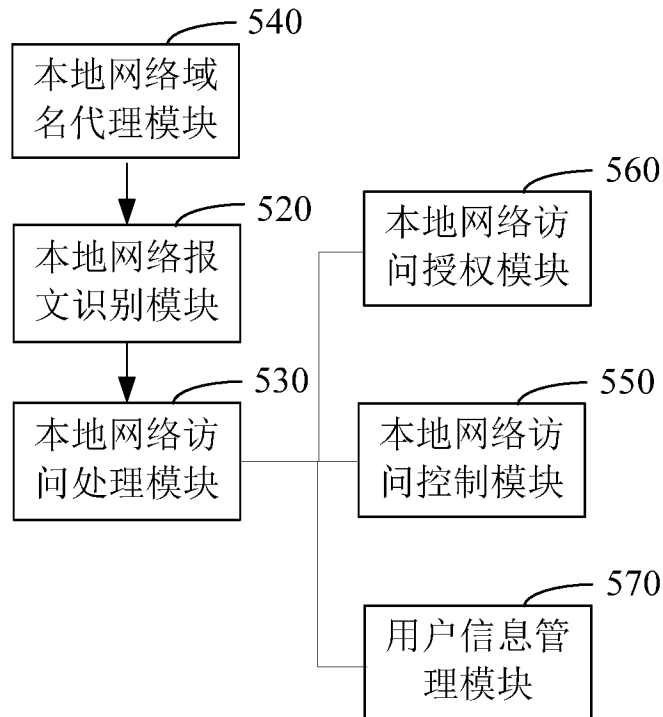 540
本地网络域
名代理模块
520
本地网络报
文识别模块
530
本地网络访
问处理模块
560
本地网络访
问授权模块
550
本地网络访
问控制模块
570
用户信息管
理模块